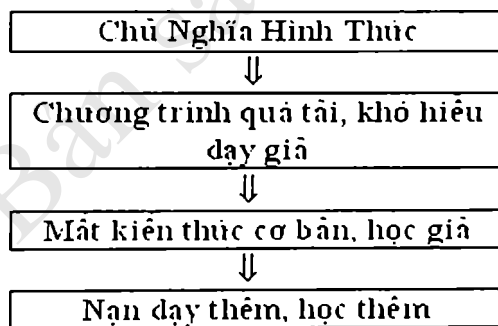 Chủ Nghĩa Hình Thức
⇓
Chương trình quá tải, khó hiểu
dạy giả
⇓
Mất kiến thức cơ bản, học giả
⇓
Nạn dạy thêm, học thêm